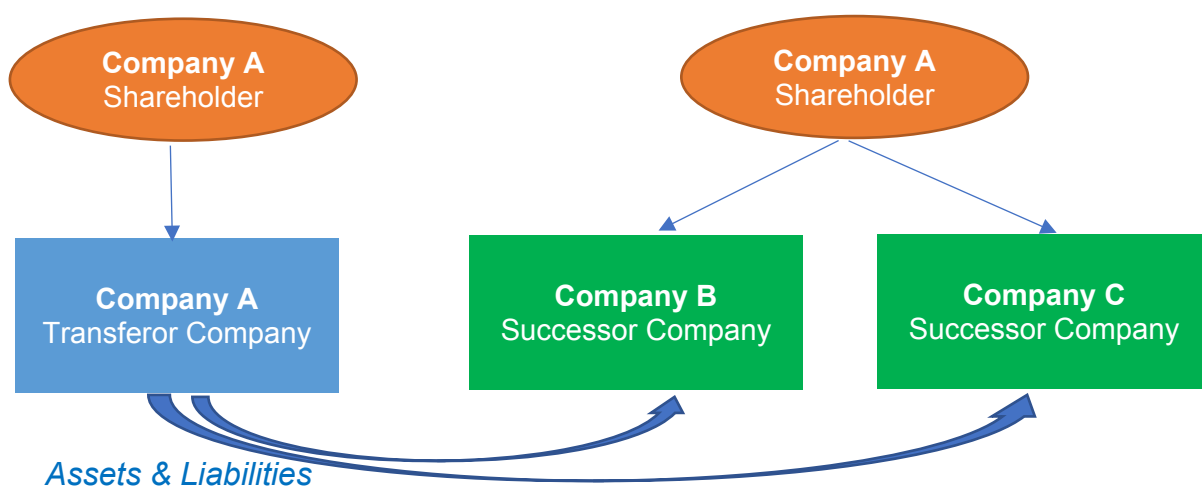 Company A
Shareholder
Company A
Shareholder
Company A
Transferor Company
Company B
Successor Company
Company C
Successor Company
Assets & Liabilities